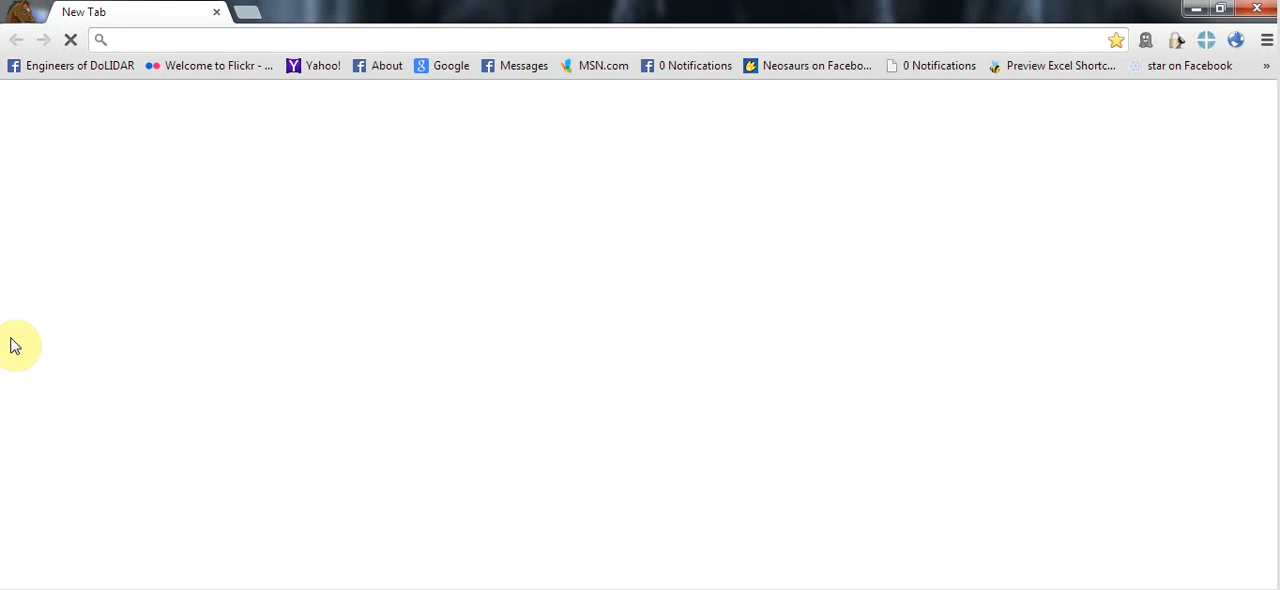 New Tab
Engineers of DoLIDAR Welcome to Flickr - ... Yahoo! About Google Messages MSN.com 0 Notifications Neosaurs on Facebo... 0 Notifications Preview Excel Shortc... star on Facebook »